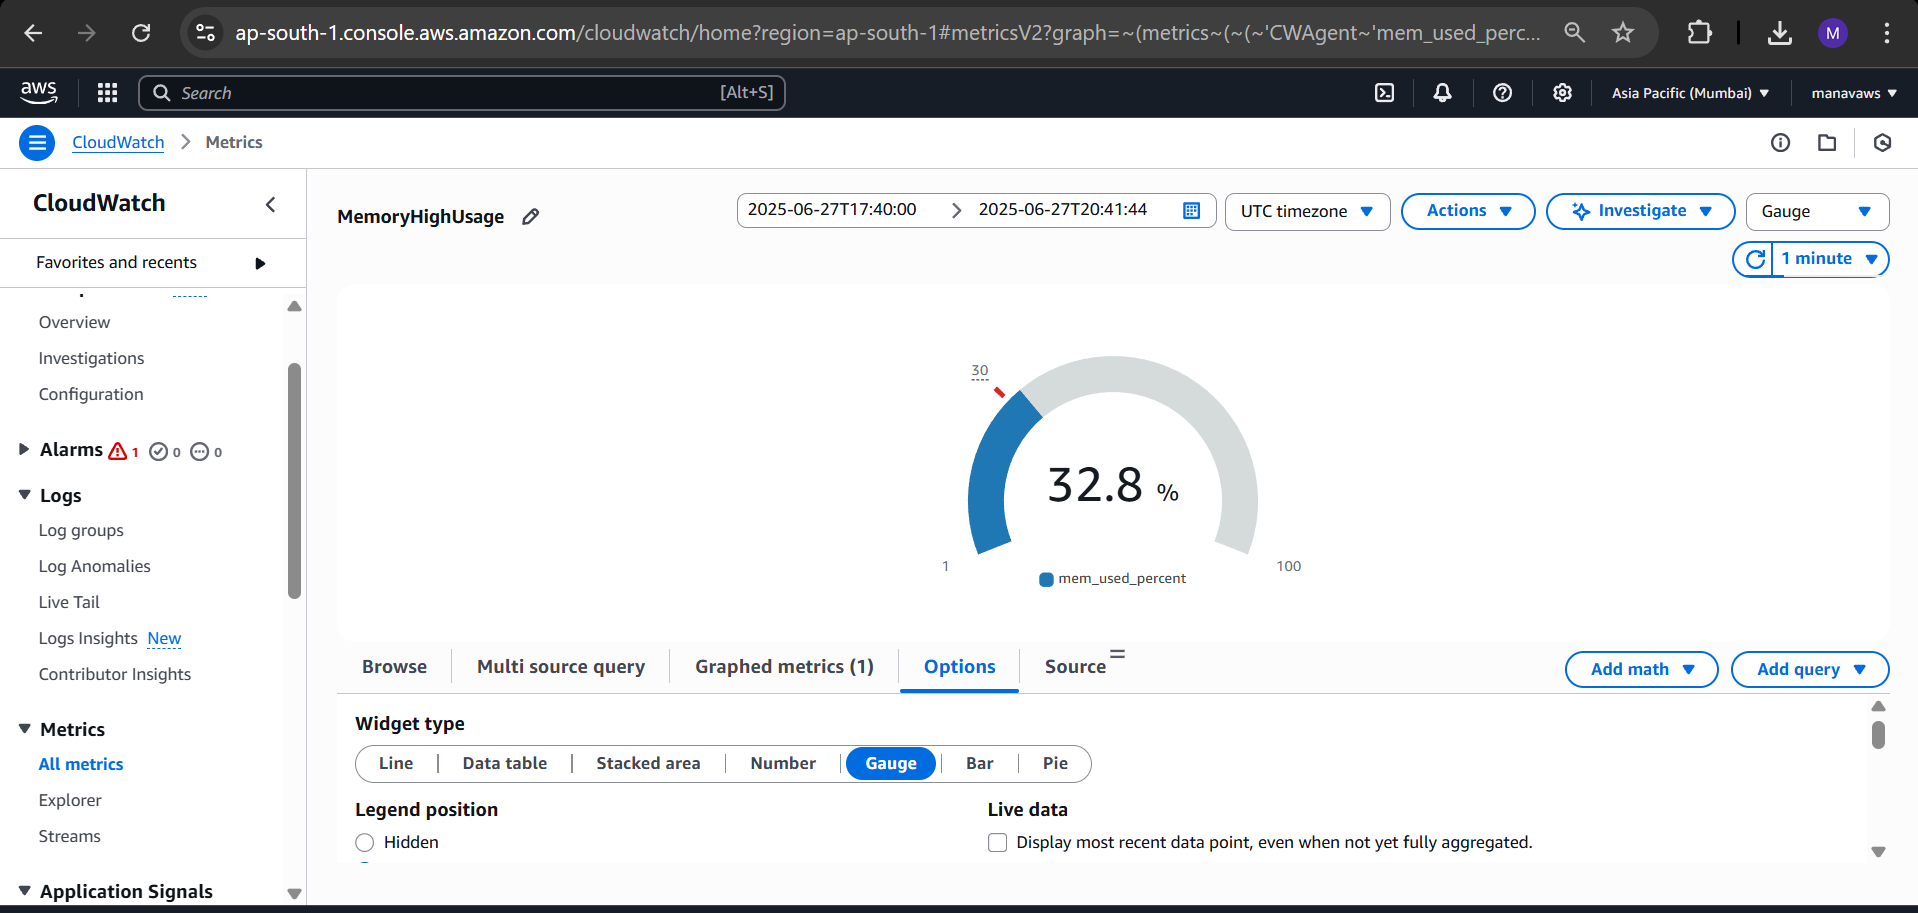 ap-south-1.console.aws.amazon.com/cloudwatch/home?region=ap-south-1#metricsV2?graph=~(metrics~(~(~'CWAgent~'mem_used_perc...
M
aws
Search
[Alt+S]
Asia Pacific (Mumbai)
manavaws
CloudWatch
Metrics
CloudWatch
Favorites and recents
Overview
Investigations
Configuration
Alarms 1 0 0
Logs
Log groups
Log Anomalies
Live Tail
Logs Insights New
Contributor Insights
Metrics
All metrics
Explorer
Streams
Application Signals
MemoryHighUsage
2025-06-27T17:40:00
2025-06-27T20:41:44
UTC timezone
Actions
Investigate
Gauge
1 minute
30
32.8 %
1
100
mem_used_percent
Browse
Multi source query
Graphed metrics (1)
Options
Source
Add math
Add query
Widget type
Line
Data table
Stacked area
Number
Gauge
Bar
Pie
Legend position
Live data
Hidden
Display most recent data point, even when not yet fully aggregated.